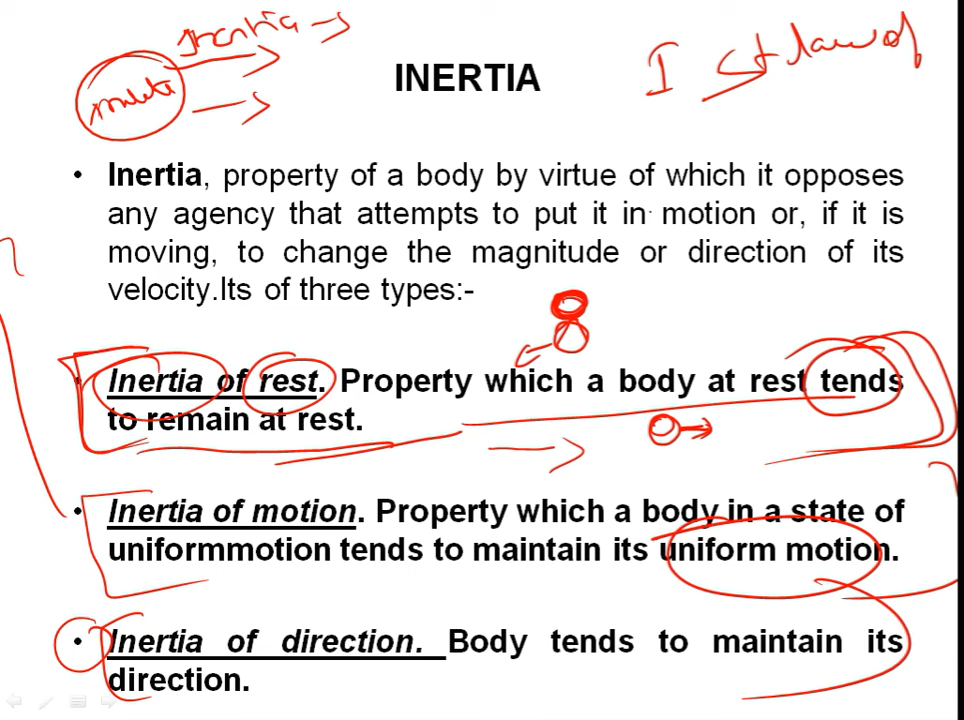 Inertia
I st law of
INERTIA
• Inertia, property of a body by virtue of which it opposes
any agency that attempts to put it in motion or, if it is
moving, to change the magnitude or direction of its
velocity.Its of three types:-
• Inertia of rest. Property which a body at rest tends
to remain at rest.
• Inertia of motion. Property which a body in a state of
uniformmotion tends to maintain its uniform motion.
• Inertia of direction. Body tends to maintain its
direction.